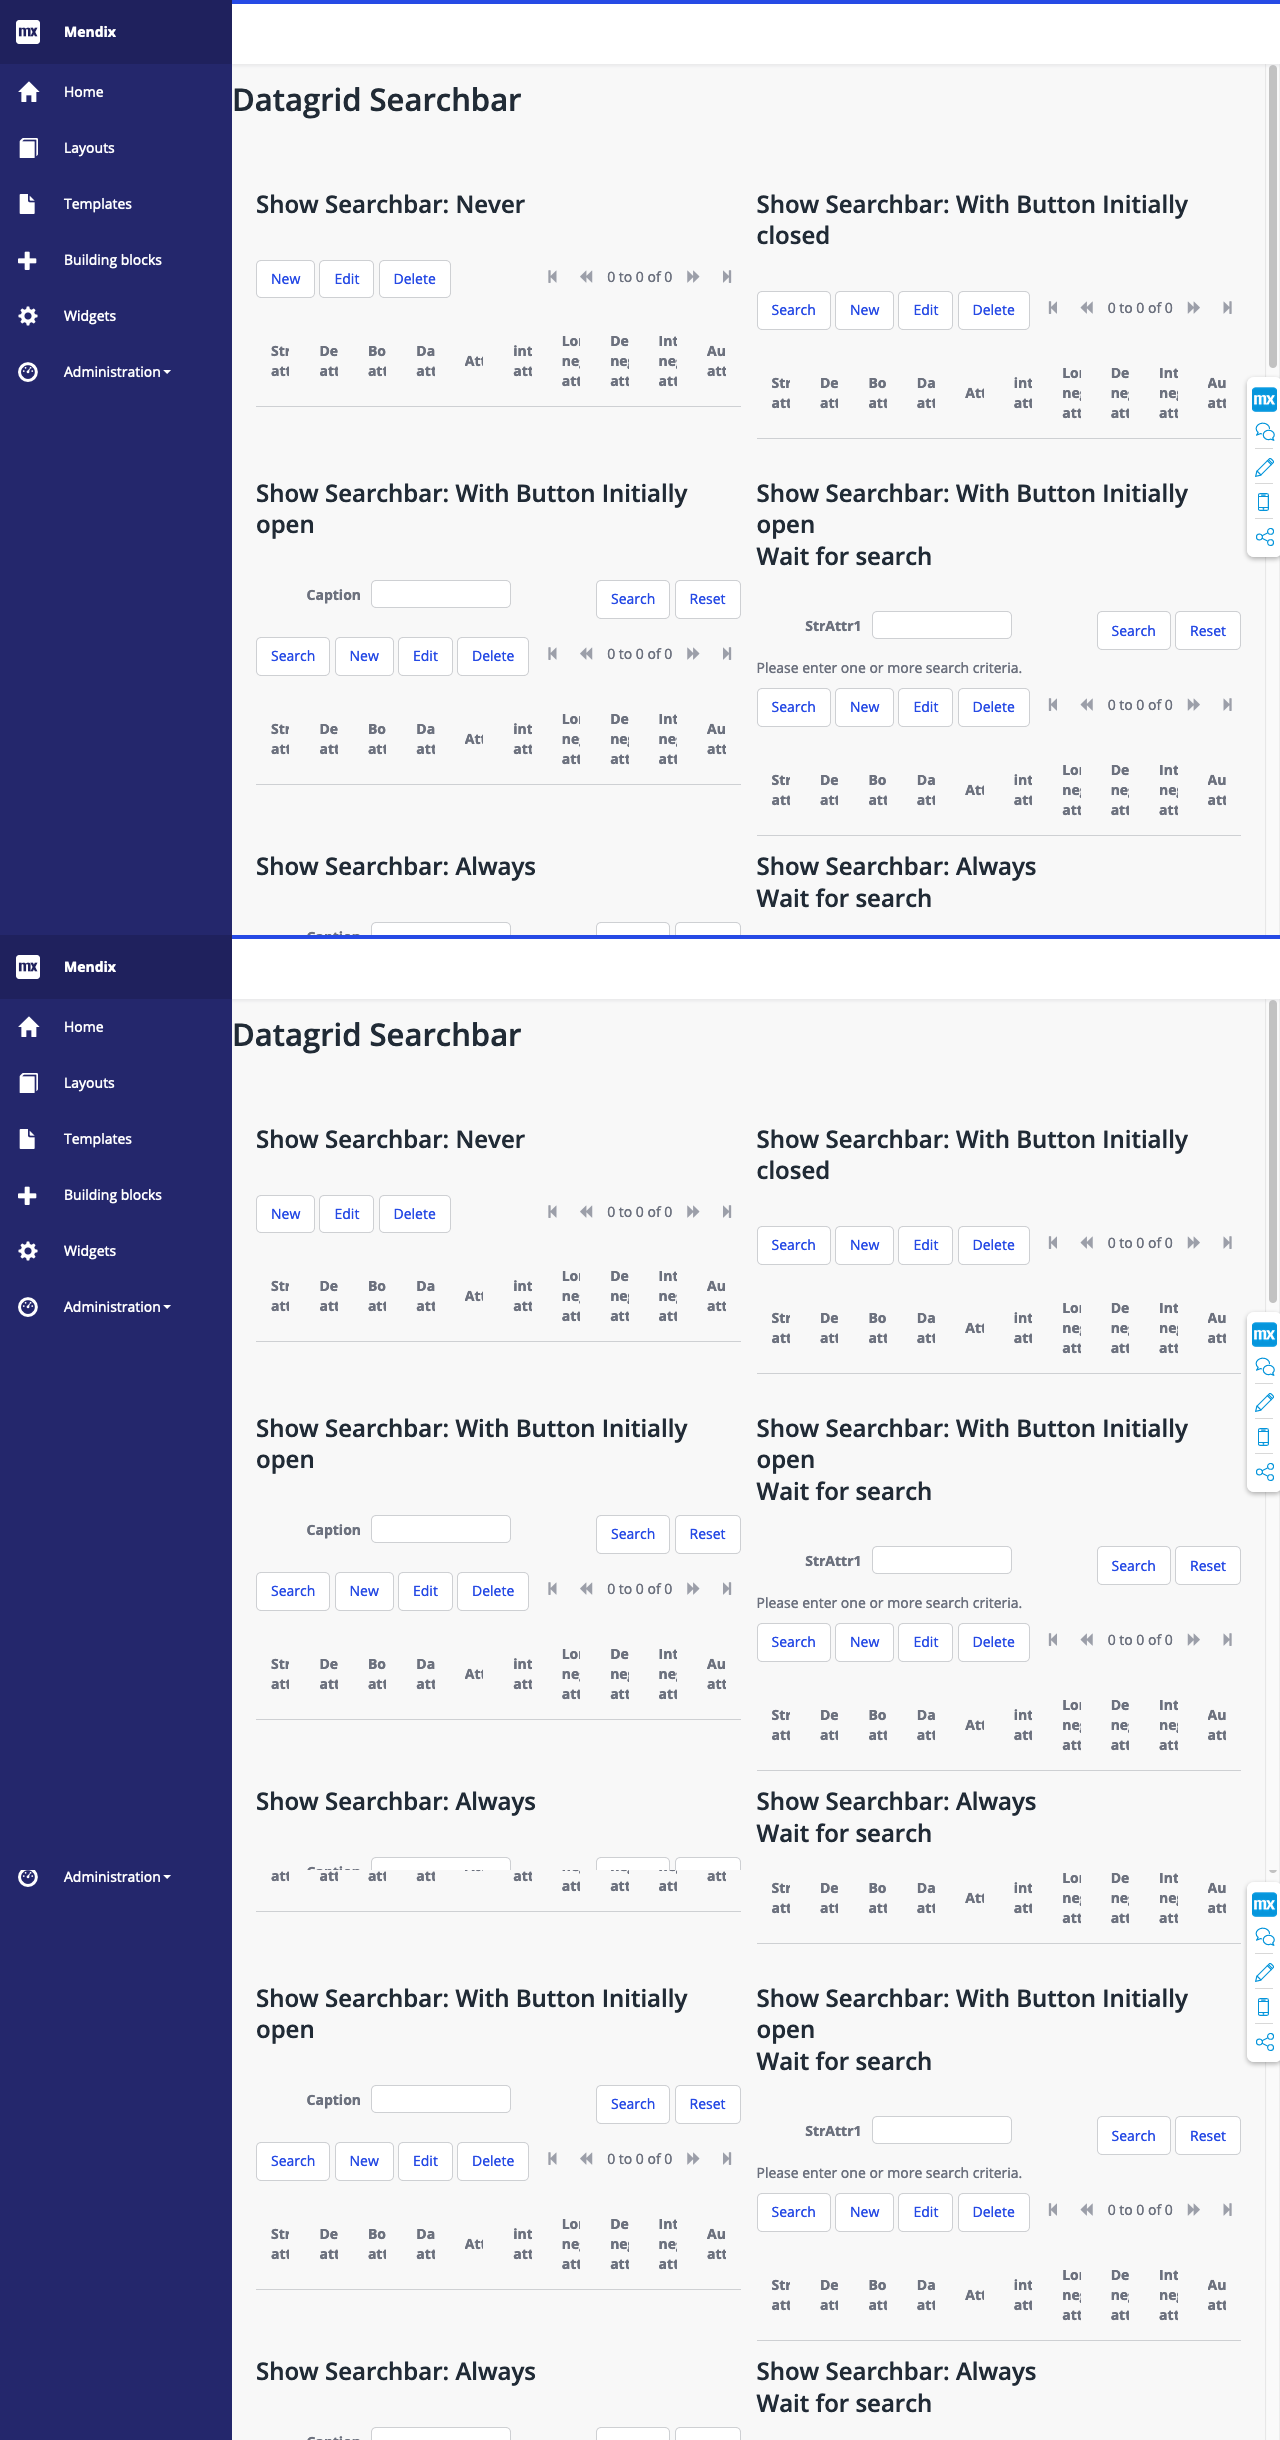 mx Mendix
Home
Layouts
Templates
Building blocks
Widgets
Administration
Datagrid Searchbar
Show Searchbar: Never
New Edit Delete 0 to 0 of 0
Str De Bo Da Att int Lo De Int Au
att att att att att ne ne ne att
att att att
Show Searchbar: With Button Initially
closed
Search New Edit Delete 0 to 0 of 0
Str De Bo Da Att int Lo De Int Au
att att att att att ne ne ne att
att att att
mx
Show Searchbar: With Button Initially
open
Caption Search Reset
Search New Edit Delete 0 to 0 of 0
Str De Bo Da Att int Lo De Int Au
att att att att att ne ne ne att
att att att
Show Searchbar: With Button Initially
open
Wait for search
StrAttr1 Search Reset
Please enter one or more search criteria.
Search New Edit Delete 0 to 0 of 0
Str De Bo Da Att int Lo De Int Au
att att att att att ne ne ne att
att att att
Show Searchbar: Always
Show Searchbar: Always
Wait for search
mx Mendix
Home
Layouts
Templates
Building blocks
Widgets
Administration
Datagrid Searchbar
Show Searchbar: Never
New Edit Delete 0 to 0 of 0
Str De Bo Da Att int Lo De Int Au
att att att att att ne ne ne att
att att att
Show Searchbar: With Button Initially
closed
Search New Edit Delete 0 to 0 of 0
Str De Bo Da Att int Lo De Int Au
att att att att att ne ne ne att
att att att
mx
Show Searchbar: With Button Initially
open
Caption Search Reset
Search New Edit Delete 0 to 0 of 0
Str De Bo Da Att int Lo De Int Au
att att att att att ne ne ne att
att att att
Show Searchbar: With Button Initially
open
Wait for search
StrAttr1 Search Reset
Please enter one or more search criteria.
Search New Edit Delete 0 to 0 of 0
Str De Bo Da Att int Lo De Int Au
att att att att att ne ne ne att
att att att
Show Searchbar: Always
Show Searchbar: Always
Wait for search
Administration
att att att att att att
att att att
Str De Bo Da Att int Lo De Int Au
att att att att att ne ne ne att
att att att
mx
Show Searchbar: With Button Initially
open
Caption Search Reset
Search New Edit Delete 0 to 0 of 0
Str De Bo Da Att int Lo De Int Au
att att att att att ne ne ne att
att att att
Show Searchbar: With Button Initially
open
Wait for search
StrAttr1 Search Reset
Please enter one or more search criteria.
Search New Edit Delete 0 to 0 of 0
Str De Bo Da Att int Lo De Int Au
att att att att att ne ne ne att
att att att
Show Searchbar: Always
Show Searchbar: Always
Wait for search